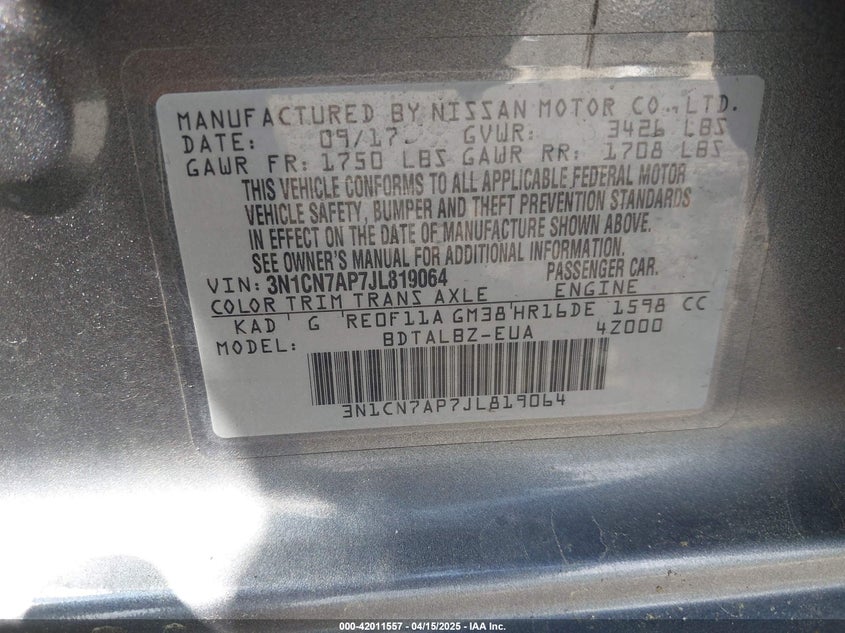 MANUFACTURED BY NISSAN MOTOR CO., LTD.
DATE: 09/17 GVWR: 3426 LBS
GAWR FR: 1750 LBS GAWR RR: 1708 LBS
THIS VEHICLE CONFORMS TO ALL APPLICABLE FEDERAL MOTOR
VEHICLE SAFETY, BUMPER AND THEFT PREVENTION STANDARDS
IN EFFECT ON THE DATE OF MANUFACTURE SHOWN ABOVE.
SEE OWNER'S MANUAL FOR ADDITIONAL INFORMATION.
VIN: 3N1CN7AP7JL819064 PASSENGER CAR.
COLOR TRIM TRANS AXLE ENGINE
KAD G RE0F11A GM38 HR16DE 1598 CC
MODEL: BDTALBZ-EUA 4Z000
3N1CN7AP7JL819064
000-42011557 - 04/15/2025 - IAA Inc.